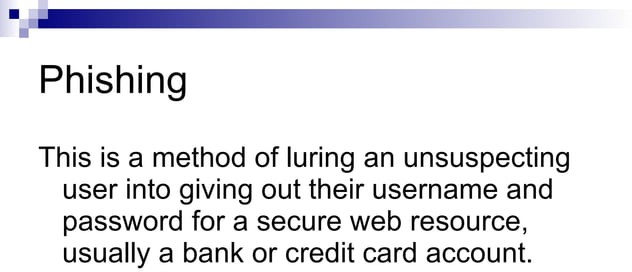 Phishing
This is a method of luring an unsuspecting
user into giving out their username and
password for a secure web resource,
usually a bank or credit card account.